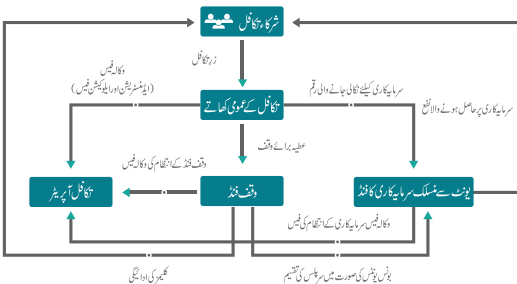 شرکاء تکافل
زرِ تکافل
وکالہ فیس
(ایڈمنسٹریشن اور ایلوکیشن فیس)
تکافل کے عمومی کھاتے
سرمایہ کاری کیلئے نکالی جانے والی رقم
سرمایہ کاری پر حاصل ہونے والا نفع
عطیہ برائے وقف
وقف فنڈ کے انتظام کی وکالہ فیس
یونٹ سے منسلک سرمایہ کاری کا فنڈ
وقف فنڈ
تکافل آپریٹر
وکالہ فیس سرمایہ کاری کے انتظام کی فیس
کلیمز کی ادائیگی
بونس یونٹس کی صورت میں سرپلس کی تقسیم